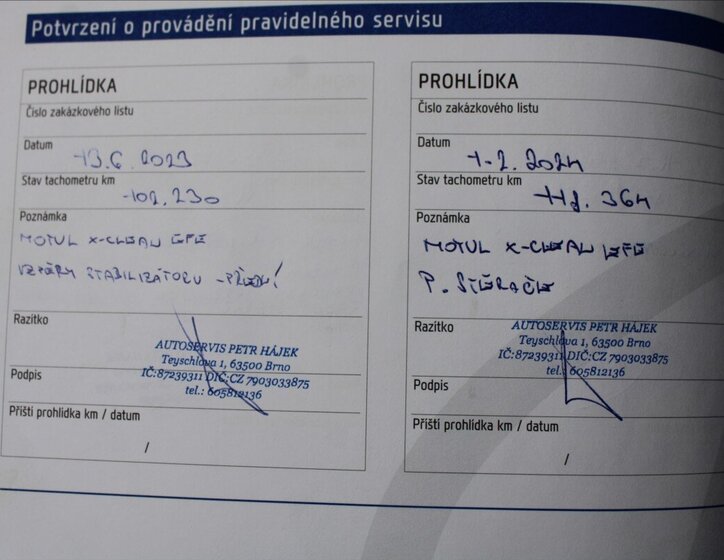 Potvrzení o provádění pravidelného servisu
PROHLÍDKA
Číslo zakázkového listu
Datum
13.6.2023
Stav tachometru km
102.230
Poznámka
MOTUL X-CLEAN EFE
VZPĚRY STABILIZÁTORU - PŘEDNÍ
Razítko
AUTOSERVIS PETR HÁJEK
Teyschlova 1, 63500 Brno
IČ:87239311 DIČ:CZ 7903033875
tel.: 605812136
Podpis
Příští prohlídka km / datum
/
PROHLÍDKA
Číslo zakázkového listu
Datum
1.2.2024
Stav tachometru km
Poznámka
MOTUL X-CLEAN EFE
P. STĚRAČE
Razítko
AUTOSERVIS PETR HÁJEK
Teyschlova 1, 63500 Brno
IČ:87239311 DIČ:CZ 7903033875
tel.: 605812136
Podpis
Příští prohlídka km / datum
/